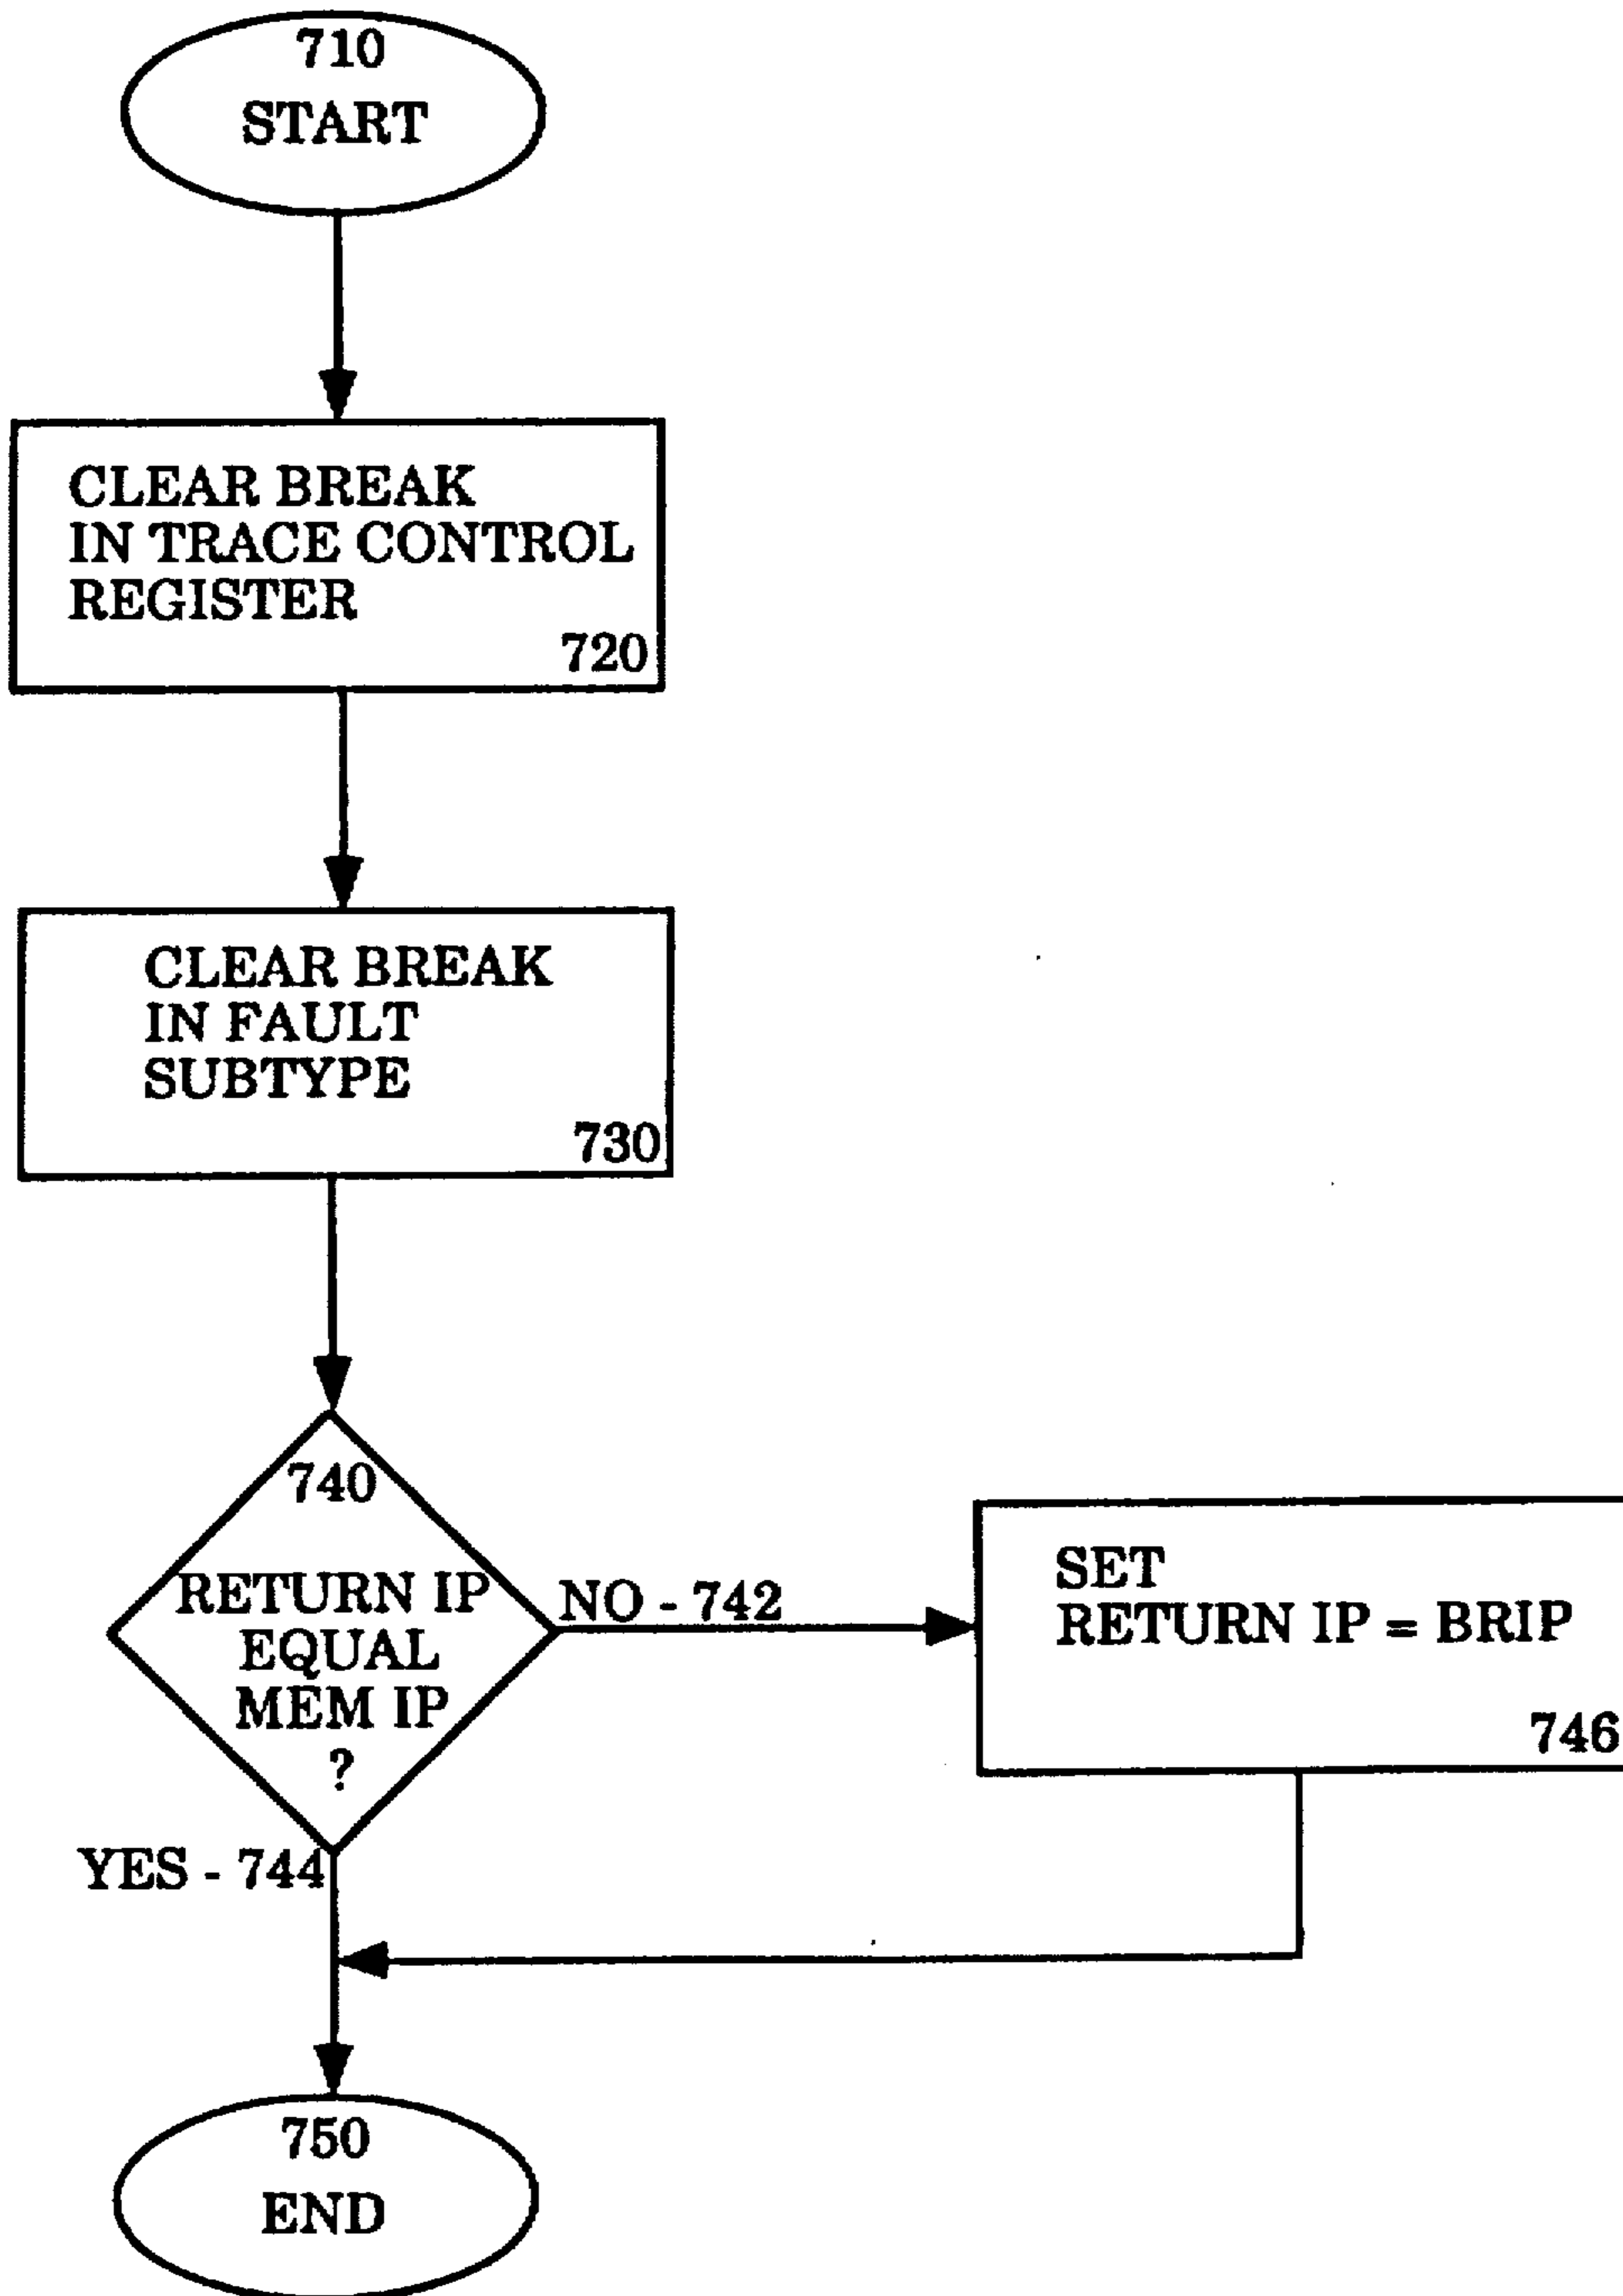 710
START
CLEAR BREAK
IN TRACE CONTROL
REGISTER
720
CLEAR BREAK
IN FAULT
SUBTYPE
730
740
RETURN IP
EQUAL
MEM IP
?
NO - 742
SET
RETURN IP = BRIP
746
YES - 744
750
END